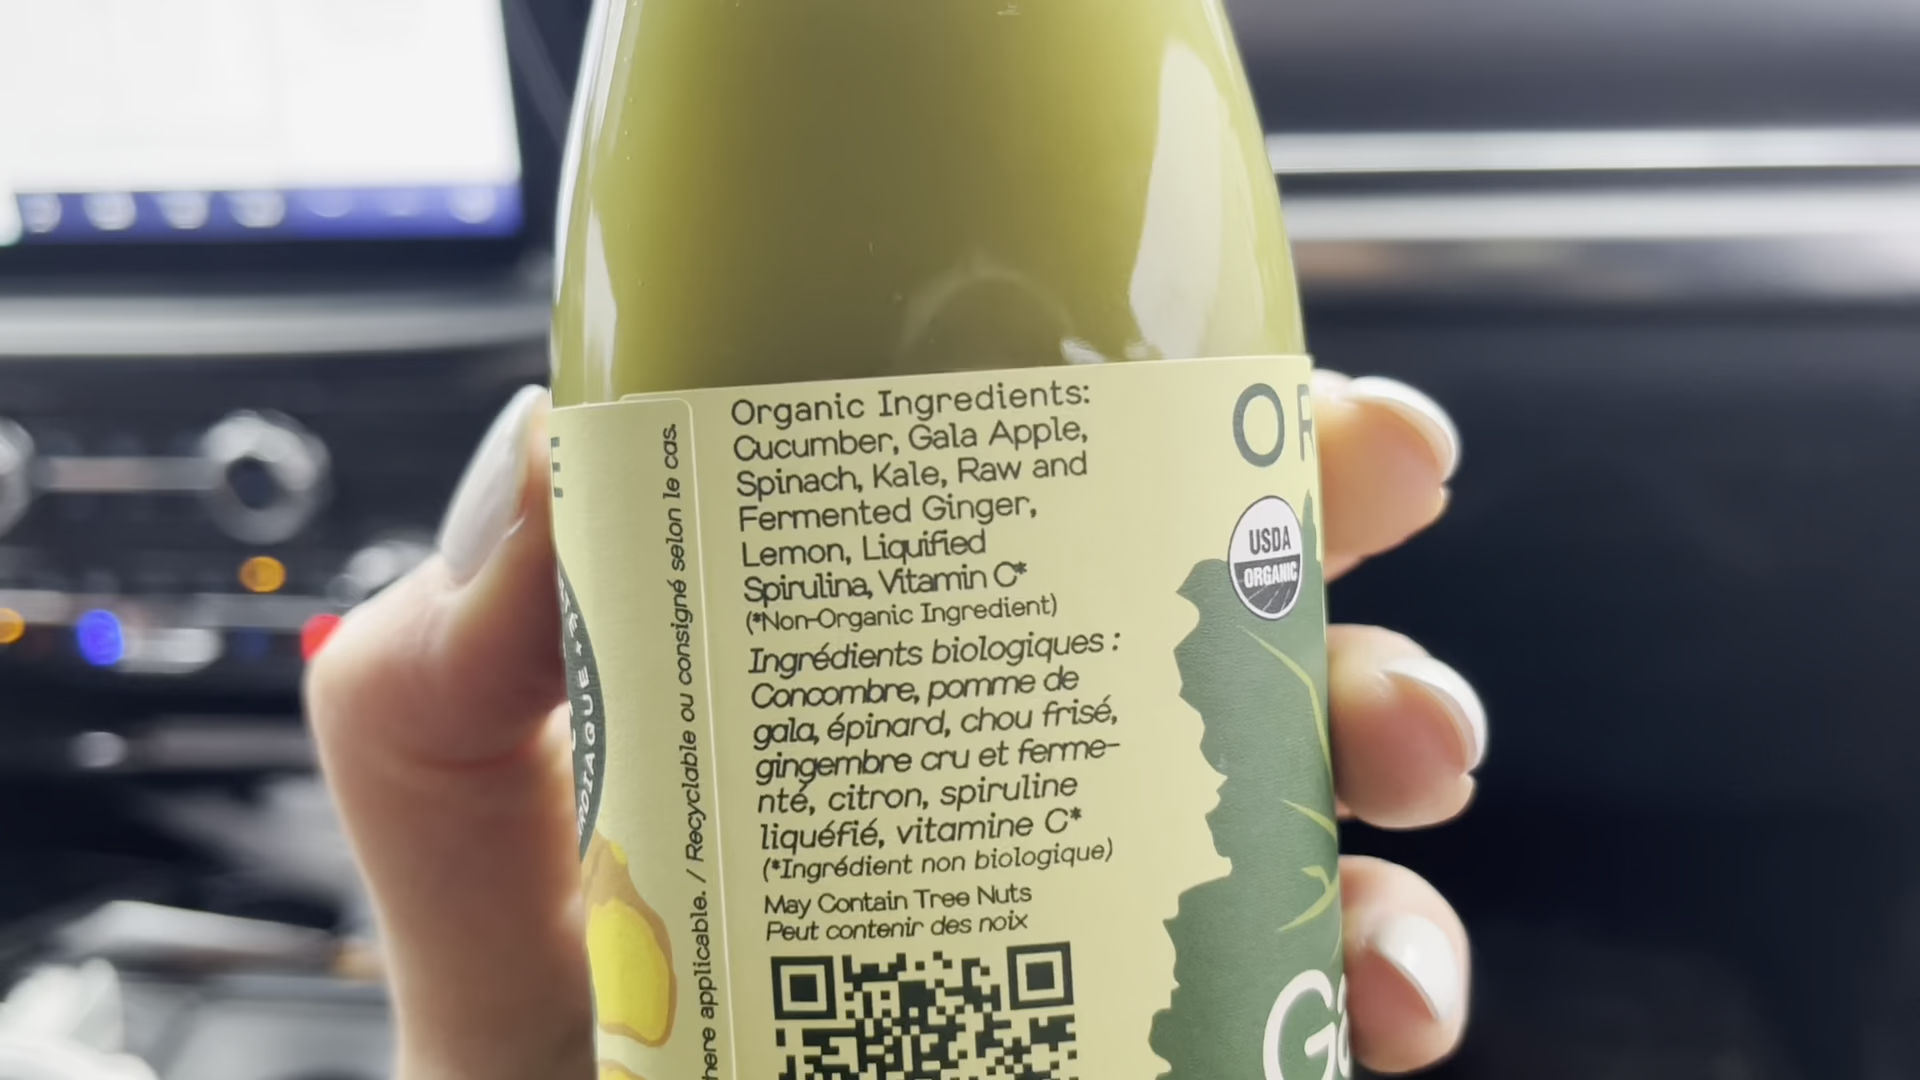 Organic Ingredients:
Cucumber, Gala Apple,
Spinach, Kale, Raw and
Fermented Ginger,
Lemon, Liquified
Spirulina, Vitamin C*
(*Non-Organic Ingredient)
Ingrédients biologiques :
Concombre, pomme de
gala, épinard, chou frisé,
gingembre cru et ferme-
nté, citron, spiruline
liquéfié, vitamine C*
(*Ingrédient non biologique)
May Contain Tree Nuts
Peut contenir des noix
here applicable. / Recyclable ou consigné selon le cas.
USDA
ORGANIC